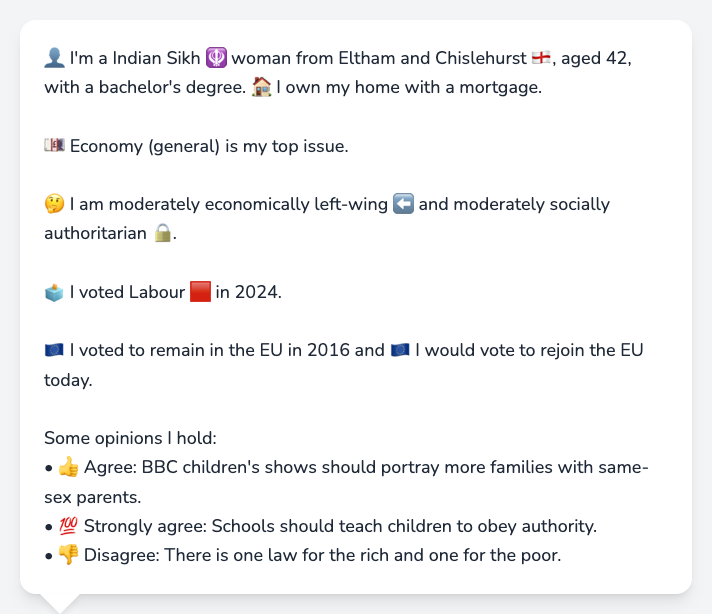 👤 I'm a Indian Sikh 🪯 woman from Eltham and Chislehurst 🏴󠁧󠁢󠁥󠁮󠁧󠁿, aged 42,
with a bachelor's degree. 🏠 I own my home with a mortgage.
💷 Economy (general) is my top issue.
🤔 I am moderately economically left-wing ⬅️ and moderately socially
authoritarian 🔒.
🗳️ I voted Labour 🟥 in 2024.
🇪🇺 I voted to remain in the EU in 2016 and 🇪🇺 I would vote to rejoin the EU
today.
Some opinions I hold:
• 👍 Agree: BBC children's shows should portray more families with same-
sex parents.
• 💯 Strongly agree: Schools should teach children to obey authority.
• 👎 Disagree: There is one law for the rich and one for the poor.